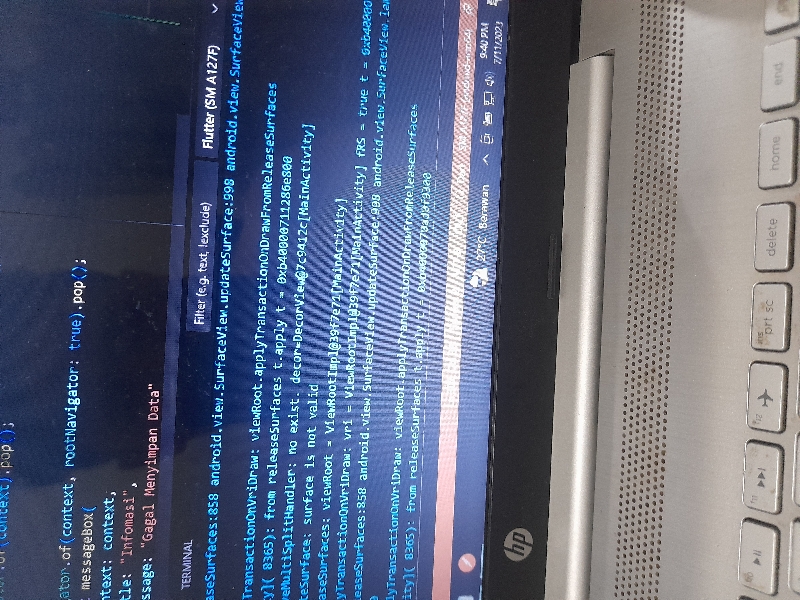 .of(context).pop();
ator.of(context, rootNavigator: true).pop();
messageBox(
ntext: context,
tle: "Infomasi",
ssage: "Gagal Menyimpan Data"
TERMINAL
Filter (e.g. text, !exclude)
Flutter (SM A127F)
aseSurfaces:858 android.view.SurfaceView.updateSurface:998 android.view.SurfaceView
TransactionOnVriDraw: viewRoot.applyTransactionOnDrawFromReleaseSurfaces
ty]( 8365): from releaseSurfaces t.apply t = 0xb40000711286e800
veMultiSplitHandler: no exist. decor=DecorView@7c9412c[MainActivity]
teSurface: surface is not valid
easeSurfaces: viewRoot = ViewRootImpl@39f7e71[MainActivity]
lyTransactionOnVriDraw: vri = ViewRootImpl@39f7e71[MainActivity] fRS = true t = 0xb40000
leaseSurfaces:858 android.view.SurfaceView.updateSurface:998 android.view.SurfaceView.
0
lyTransactionOnVriDraw: viewRoot.applyTransactionOnDrawFromReleaseSurfaces
ity]( 8365): from releaseSurfaces t.apply t =
27°C Berawan
9:40 PM
7/11/2023
hp
prt sc
delete
home
end